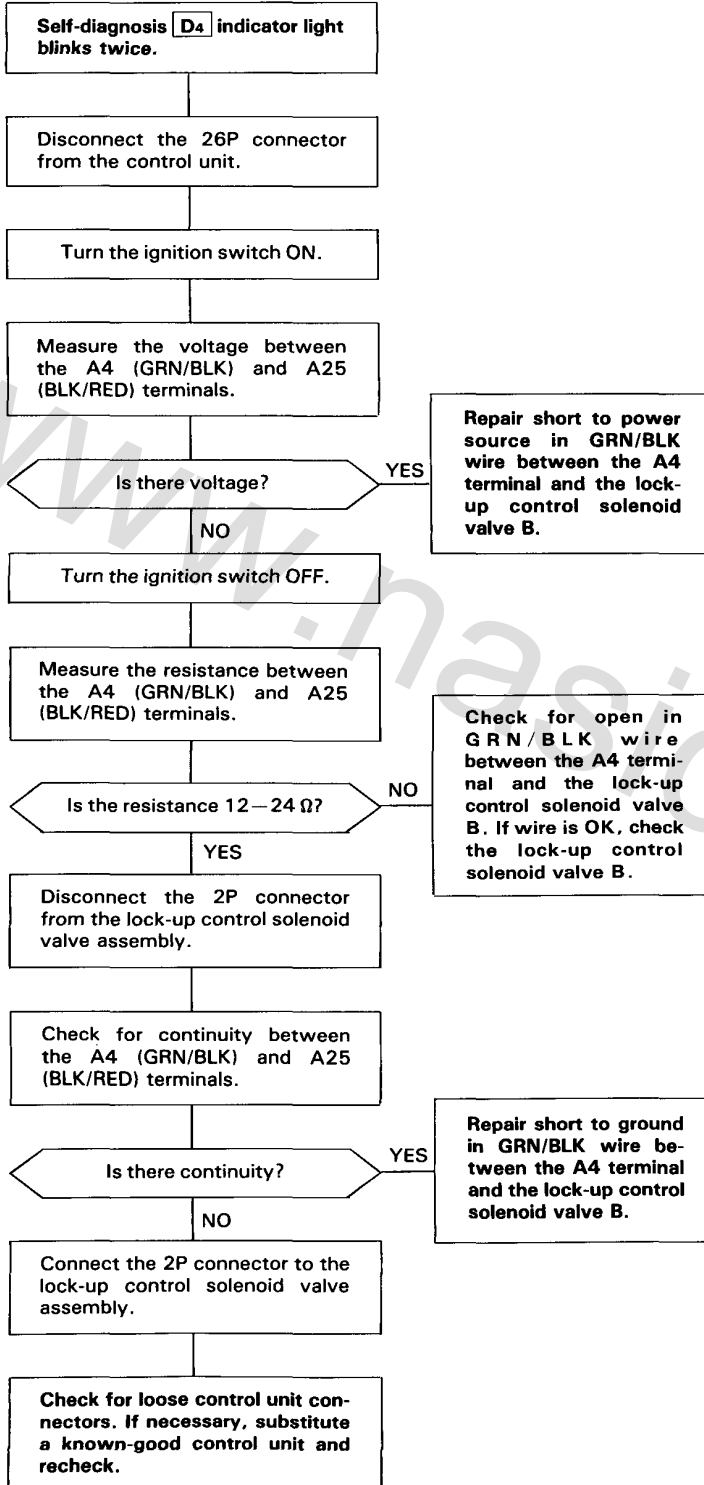 Self-diagnosis D4 indicator light
blinks twice.
Disconnect the 26P connector
from the control unit.
Turn the ignition switch ON.
Measure the voltage between
the A4 (GRN/BLK) and A25
(BLK/RED) terminals.
Is there voltage?
YES
Repair short to power
source in GRN/BLK
wire between the A4
terminal and the lock-
up control solenoid
valve B.
NO
Turn the ignition switch OFF.
Measure the resistance between
the A4 (GRN/BLK) and A25
(BLK/RED) terminals.
Is the resistance 12—24 Ω?
NO
Check for open in
GRN/BLK wire
between the A4 termi-
nal and the lock-up
control solenoid valve
B. If wire is OK, check
the lock-up control
solenoid valve B.
YES
Disconnect the 2P connector
from the lock-up control solenoid
valve assembly.
Check for continuity between
the A4 (GRN/BLK) and A25
(BLK/RED) terminals.
Is there continuity?
YES
Repair short to ground
in GRN/BLK wire be-
tween the A4 terminal
and the lock-up control
solenoid valve B.
NO
Connect the 2P connector to the
lock-up control solenoid valve
assembly.
Check for loose control unit con-
nectors. If necessary, substitute
a known-good control unit and
recheck.
www.nasio